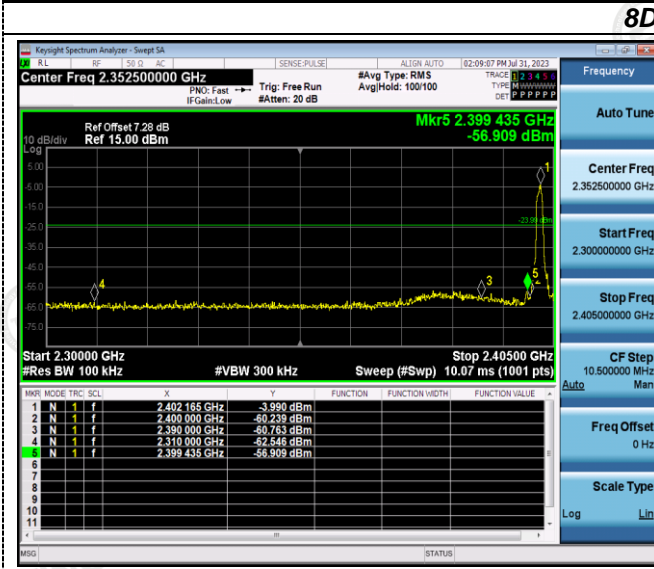 8D
Keysight Spectrum Analyzer - Swept SA
RL RF 50 Ω AC SENSE:PULSE ALIGN AUTO 02:09:07 PM Jul 31, 2023
Center Freq 2.352500000 GHz
PNO: Fast
IFGain:Low
Trig: Free Run
#Atten: 20 dB
#Avg Type: RMS
Avg|Hold: 100/100
TRACE 1 2 3 4 5 6
TYPE M WWWWW
DET P P P P P P
Ref Offset 7.28 dB
10 dB/div Ref 15.00 dBm
Log
Mkr5 2.399 435 GHz
-56.909 dBm
5.00
-5.00
-15.0
-25.0
-35.0
-45.0
-55.0
-65.0
-75.0
1
-23.99 dBm
4
3
5
2
Start 2.30000 GHz Stop 2.40500 GHz
#Res BW 100 kHz #VBW 300 kHz Sweep (#Swp) 10.07 ms (1001 pts)
MKR MODE TRC SCL X Y FUNCTION FUNCTION WIDTH FUNCTION VALUE
1 N 1 f 2.402 165 GHz -3.990 dBm
2 N 1 f 2.400 000 GHz -60.239 dBm
3 N 1 f 2.390 000 GHz -60.763 dBm
4 N 1 f 2.310 000 GHz -62.546 dBm
5 N 1 f 2.399 435 GHz -56.909 dBm
6
7
8
9
10
11
MSG STATUS
Frequency
Auto Tune
Center Freq
2.352500000 GHz
Start Freq
2.300000000 GHz
Stop Freq
2.405000000 GHz
CF Step
10.500000 MHz
Auto Man
Freq Offset
0 Hz
Scale Type
Log Lin